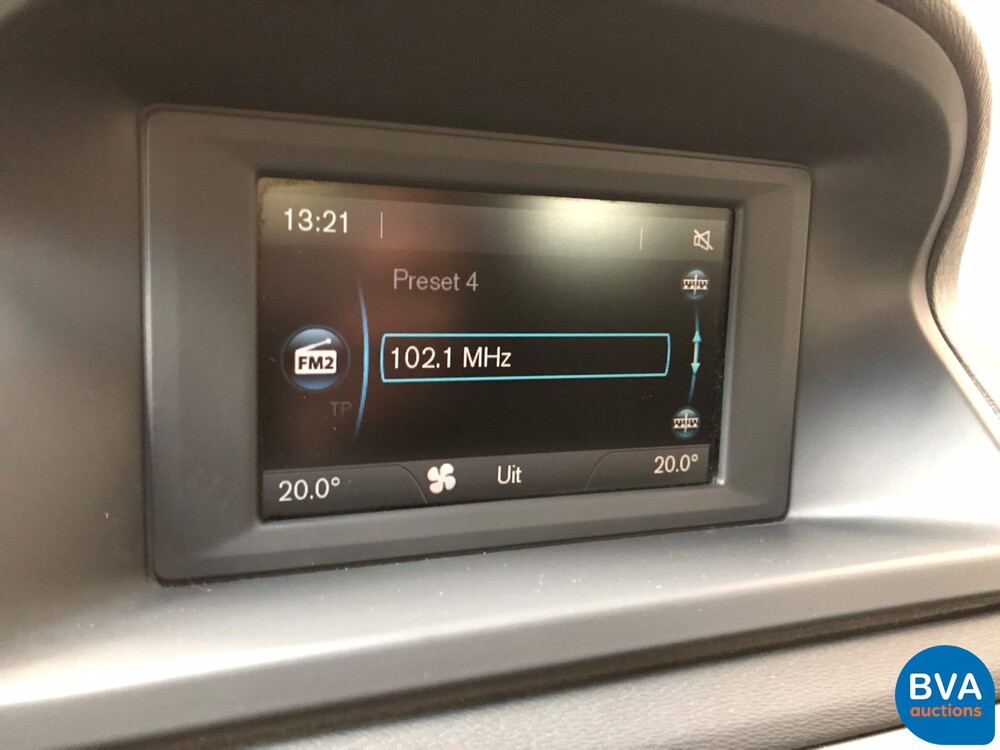 13:21
Preset 4
FM2
102.1 MHz
TP
20.0° Uit 20.0°
BVA
auctions